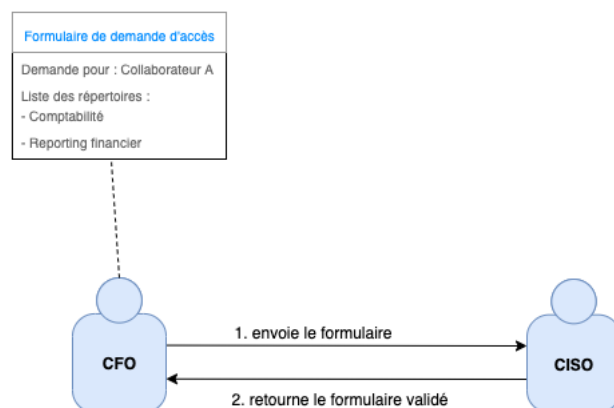 Formulaire de demande d'accès
Demande pour : Collaborateur A
Liste des répertoires :
- Comptabilité
- Reporting financier
1. envoie le formulaire
CFO
CISO
2. retourne le formulaire validé